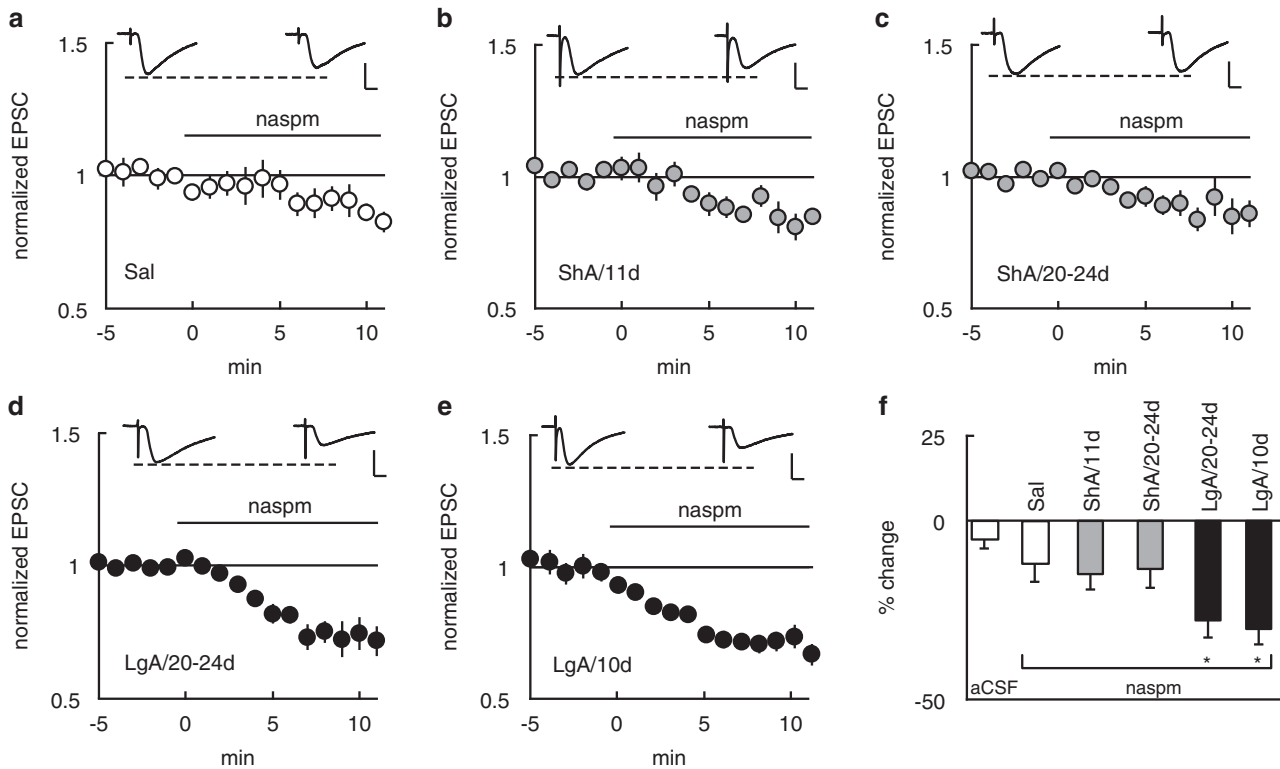 a
1.5
1
0.5
normalized EPSC
naspm
Sal
-5 0 5 10
min
b
1.5
1
0.5
normalized EPSC
naspm
ShA/11d
-5 0 5 10
min
c
1.5
1
0.5
normalized EPSC
naspm
ShA/20-24d
-5 0 5 10
min
d
1.5
1
0.5
normalized EPSC
naspm
LgA/20-24d
-5 0 5 10
min
e
1.5
1
0.5
normalized EPSC
naspm
LgA/10d
-5 0 5 10
min
f
25
0
-50
% change
Sal
ShA/11d
ShA/20-24d
LgA/20-24d
LgA/10d
* *
aCSF
naspm